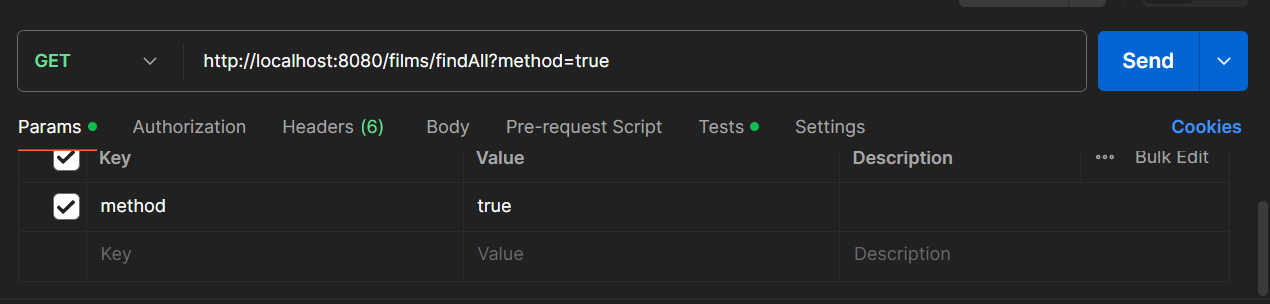 GET http://localhost:8080/films/findAll?method=true Send
Params Authorization Headers (6) Body Pre-request Script Tests Settings Cookies
Key Value Description Bulk Edit
method true
Key Value Description